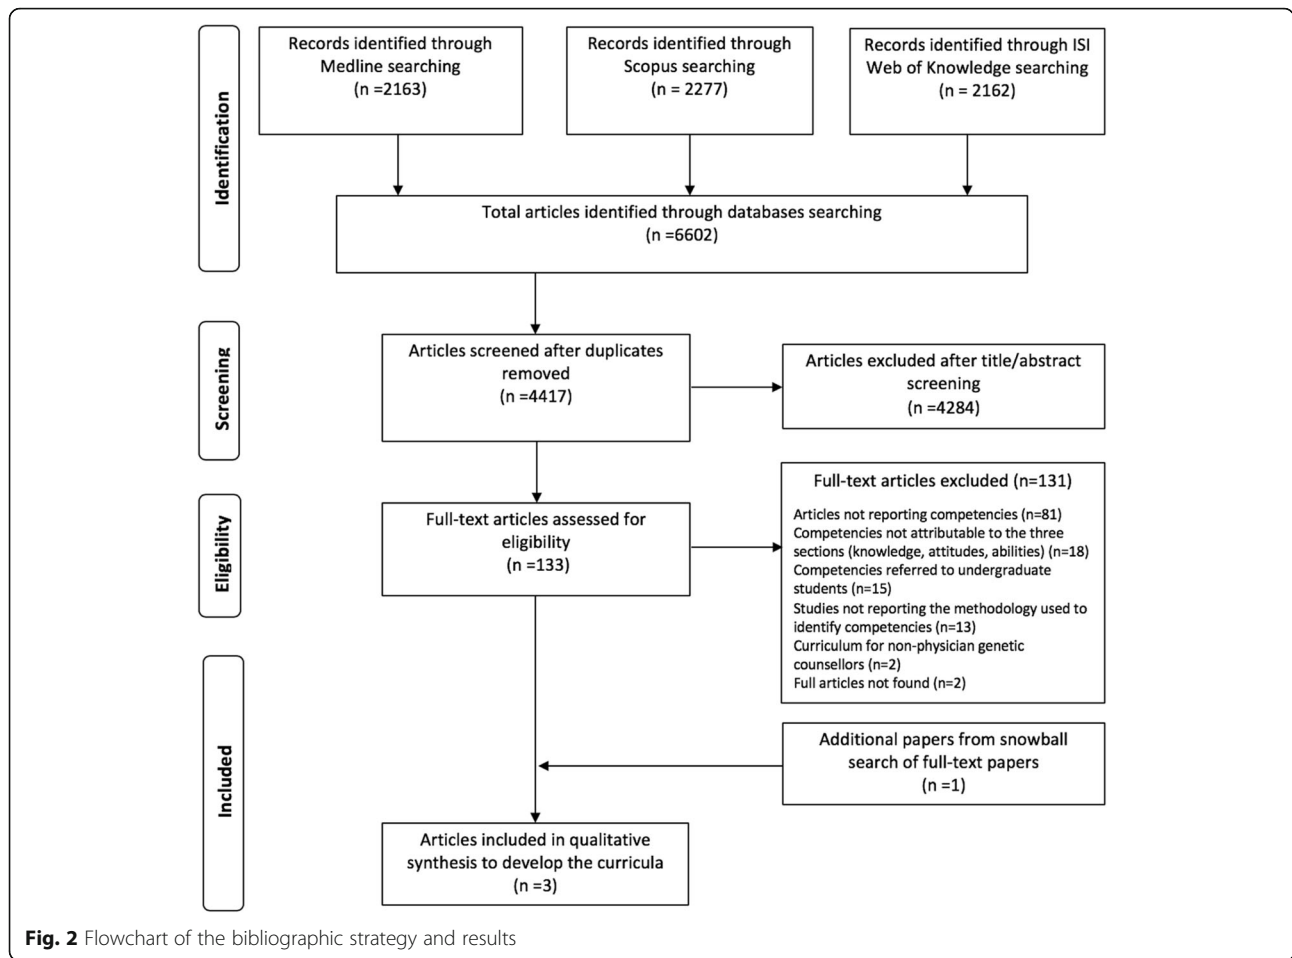 Identification
Records identified through
Medline searching
(n =2163)
Records identified through
Scopus searching
(n = 2277)
Records identified through ISI
Web of Knowledge searching
(n = 2162)
Total articles identified through databases searching
(n =6602)
Screening
Articles screened after duplicates
removed
(n =4417)
Articles excluded after title/abstract
screening
(n =4284)
Eligibility
Full-text articles assessed for
eligibility
(n =133)
Full-text articles excluded (n=131)
Articles not reporting competencies (n=81)
Competencies not attributable to the three
sections (knowledge, attitudes, abilities) (n=18)
Competencies referred to undergraduate
students (n=15)
Studies not reporting the methodology used to
identify competencies (n=13)
Curriculum for non-physician genetic
counsellors (n=2)
Full articles not found (n=2)
Included
Additional papers from snowball
search of full-text papers
(n =1)
Articles included in qualitative
synthesis to develop the curricula
(n =3)
Fig. 2 Flowchart of the bibliographic strategy and results